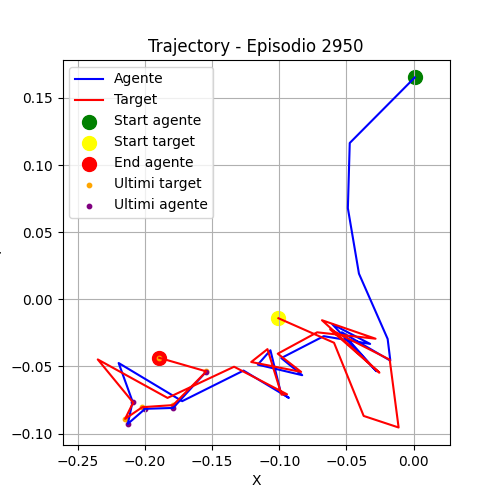 Trajectory - Episodio 2950
Agente
Target
Start agente
Start target
End agente
Ultimi target
Ultimi agente
0.15
0.10
0.05
0.00
−0.05
−0.10
−0.25
−0.20
−0.15
−0.10
−0.05
0.00
X